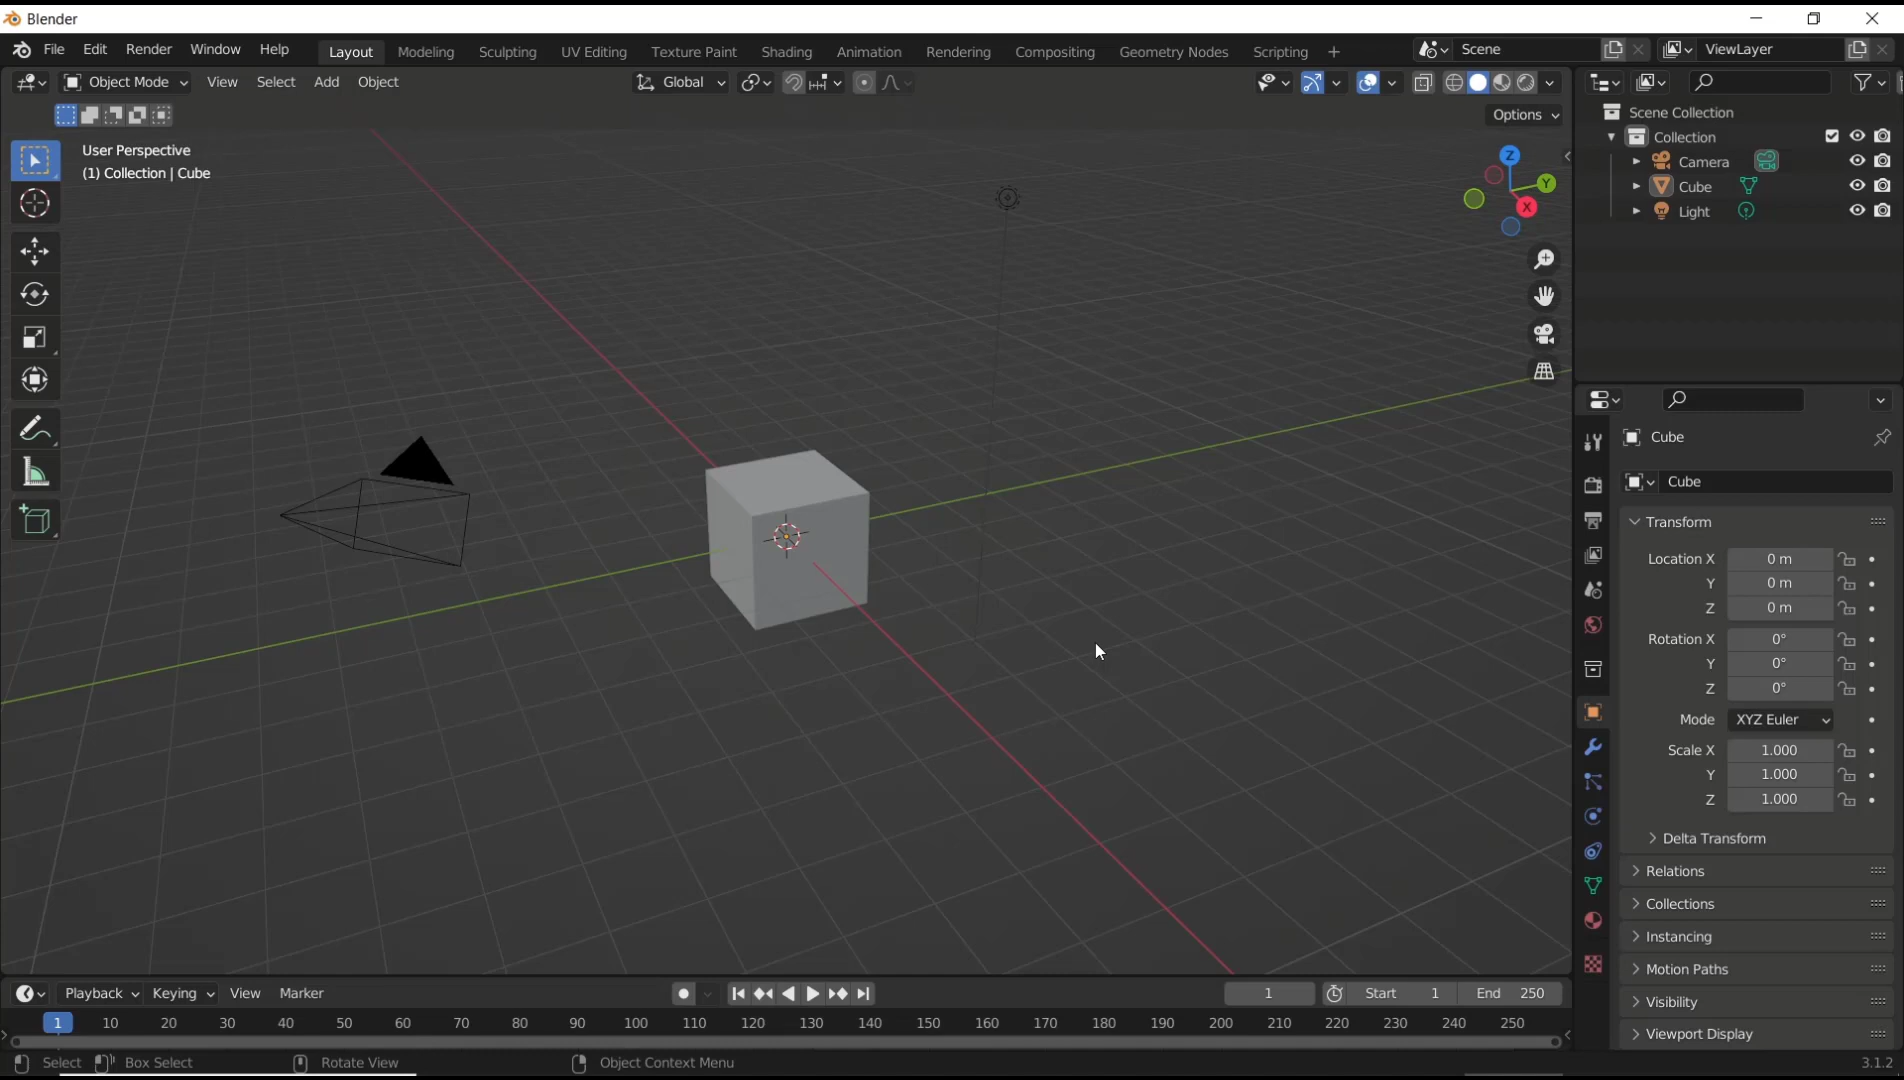 Blender
File Edit Render Window Help Layout Modeling Sculpting UV Editing Texture Paint Shading Animation Rendering Compositing Geometry Nodes Scripting + Scene ViewLayer
Object Mode View Select Add Object Global
Options
User Perspective
(1) Collection | Cube
Z
Y
X
Scene Collection
Collection
Camera
Cube
Light
Cube
Cube
Transform
Location X 0 m
Y 0 m
Z 0 m
Rotation X 0°
Y 0°
Z 0°
Mode XYZ Euler
Scale X 1.000
Y 1.000
Z 1.000
Delta Transform
Relations
Collections
Instancing
Motion Paths
Visibility
Viewport Display
Playback Keying View Marker 1 Start 1 End 250
1 10 20 30 40 50 60 70 80 90 100 110 120 130 140 150 160 170 180 190 200 210 220 230 240 250
Select Box Select Rotate View Object Context Menu 3.1.2